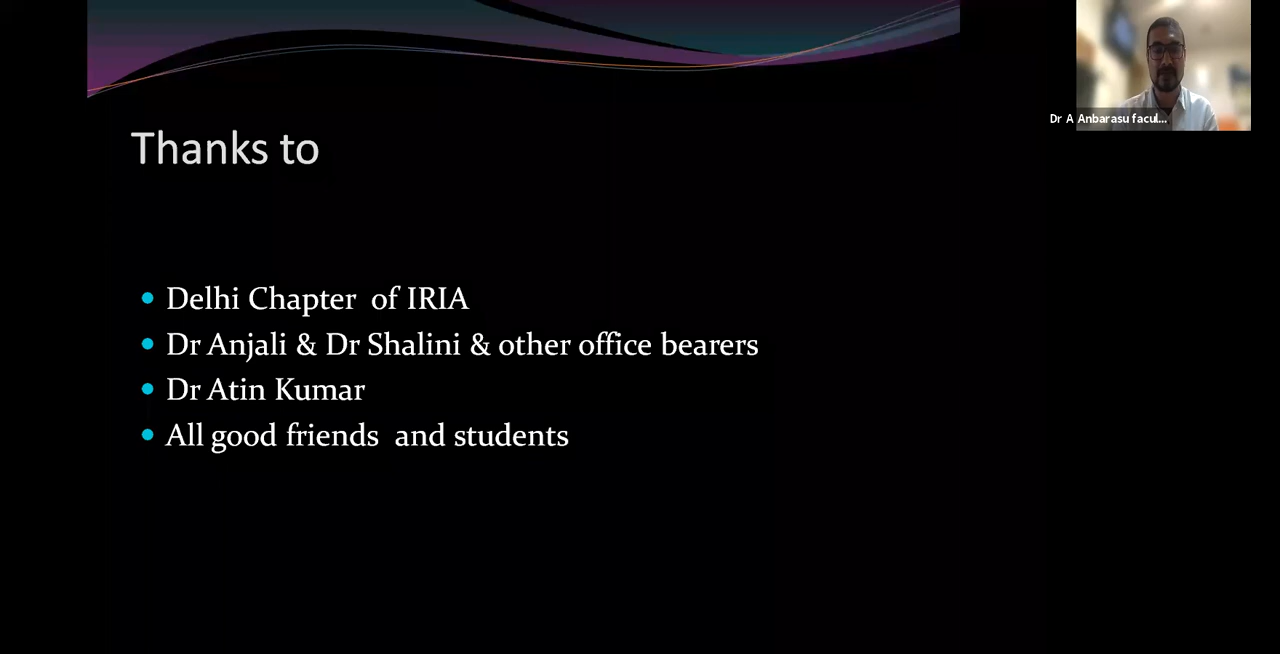 Dr A Anbarasu facul...
Thanks to
• Delhi Chapter of IRIA
• Dr Anjali & Dr Shalini & other office bearers
• Dr Atin Kumar
• All good friends and students